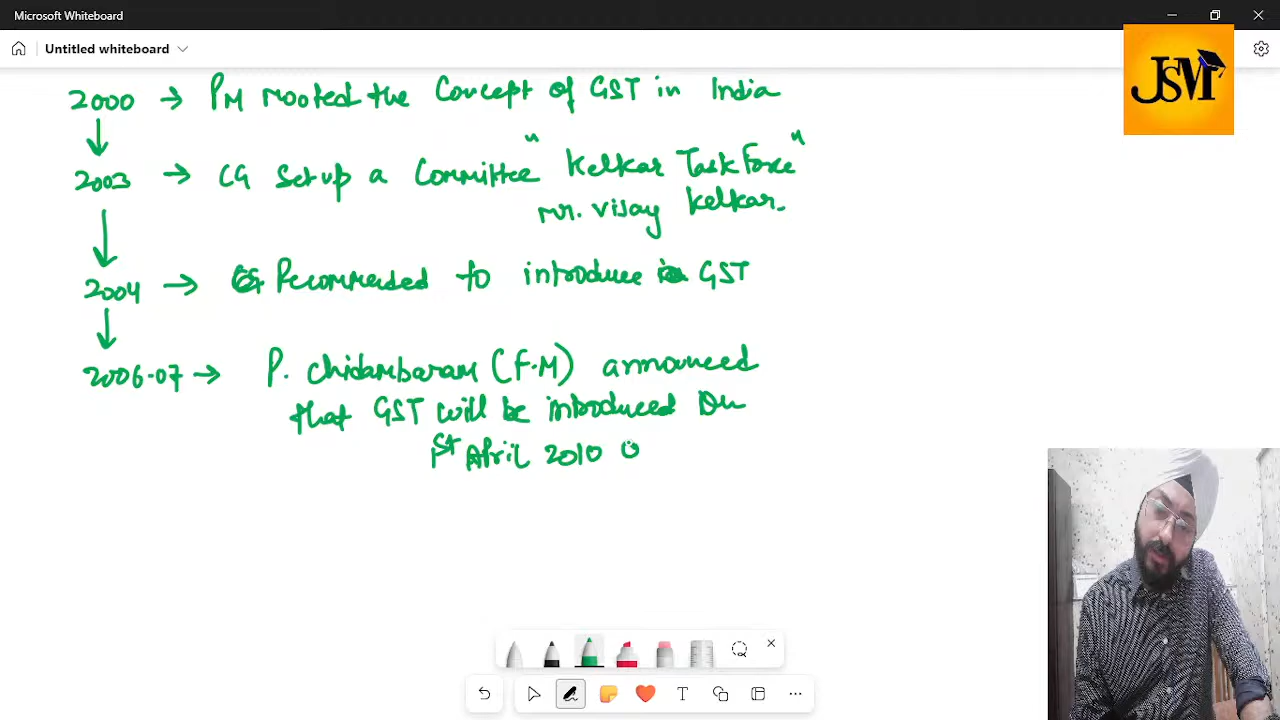 Microsoft Whiteboard
Untitled whiteboard
JSM
2000 → PM mooted the Concept of GST in India
2003 → CG Setup a Committee "Kelkar Task Force"
Mr. Vijay Kelkar.
2004 → Recommended to introduce GST
2006-07 → P. Chidambaram (F.M) announced
that GST will be introduced on
1st April 2010